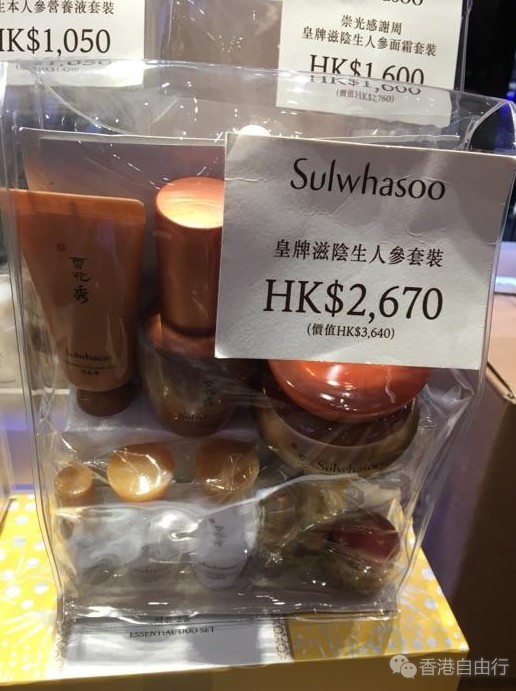 生本人參營養液套裝
HK$1,050
崇光感謝周
皇牌滋陰生人參面霜套裝
HK$1,600
(價值HK$2,760)
Sulwhasoo
皇牌滋陰生人參套裝
HK$2,670
(價值HK$3,640)
雪花秀
Sulwhasoo
Sulwhasoo
ESSENTIAL DUO SET
香港自由行